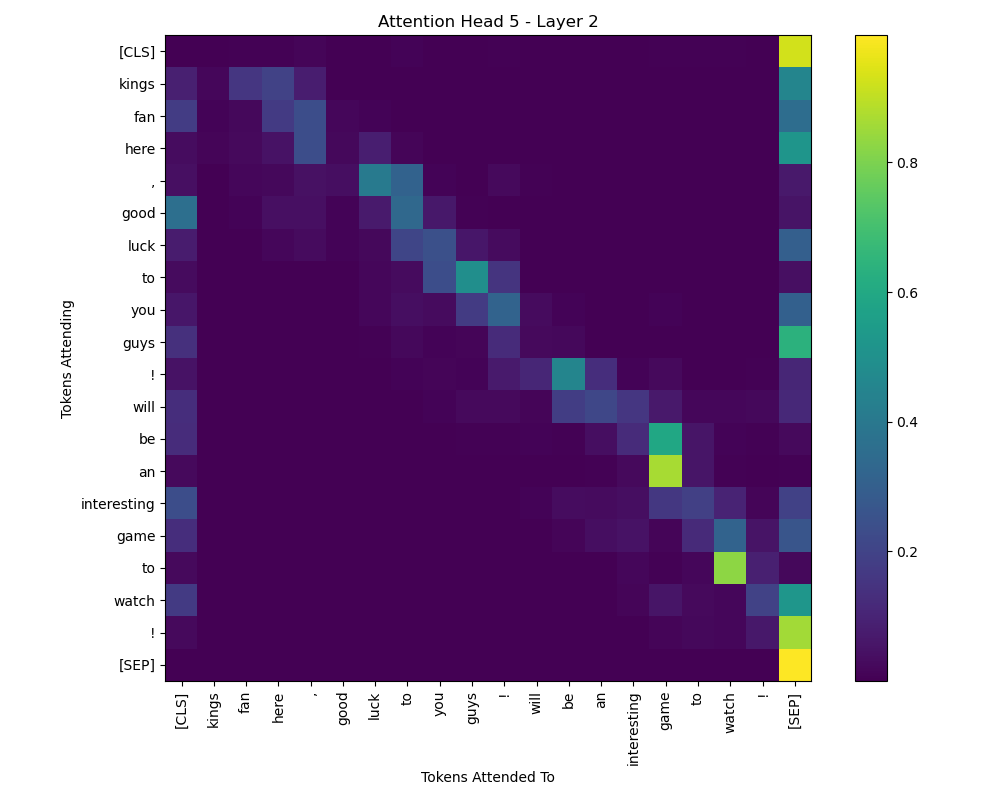 Attention Head 5 - Layer 2
[CLS]
kings
fan
here
,
good
luck
to
you
guys
!
will
be
an
interesting
game
to
watch
!
[SEP]
Tokens Attending
[CLS]
kings
fan
here
,
good
luck
to
you
guys
!
will
be
an
interesting
game
to
watch
!
[SEP]
Tokens Attended To
0.8
0.6
0.4
0.2